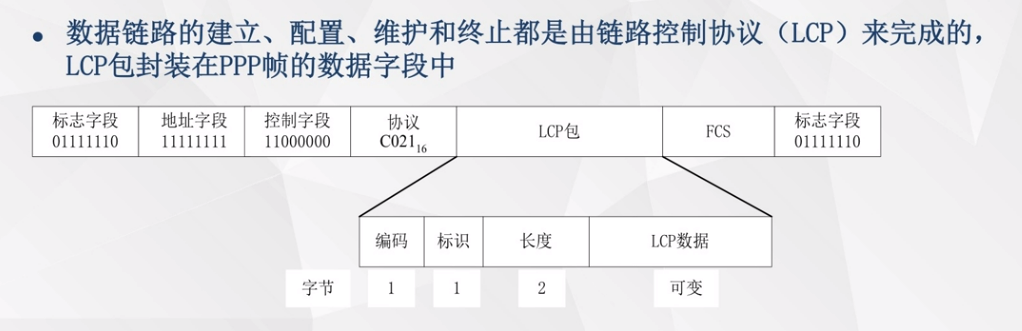 • 数据链路的建立、配置、维护和终止都是由链路控制协议（LCP）来完成的，
LCP包封装在PPP帧的数据字段中
标志字段 地址字段 控制字段 协议 LCP包 FCS 标志字段
01111110 11111111 11000000 C021₁₆ 01111110
编码 标识 长度 LCP数据
字节 1 1 2 可变